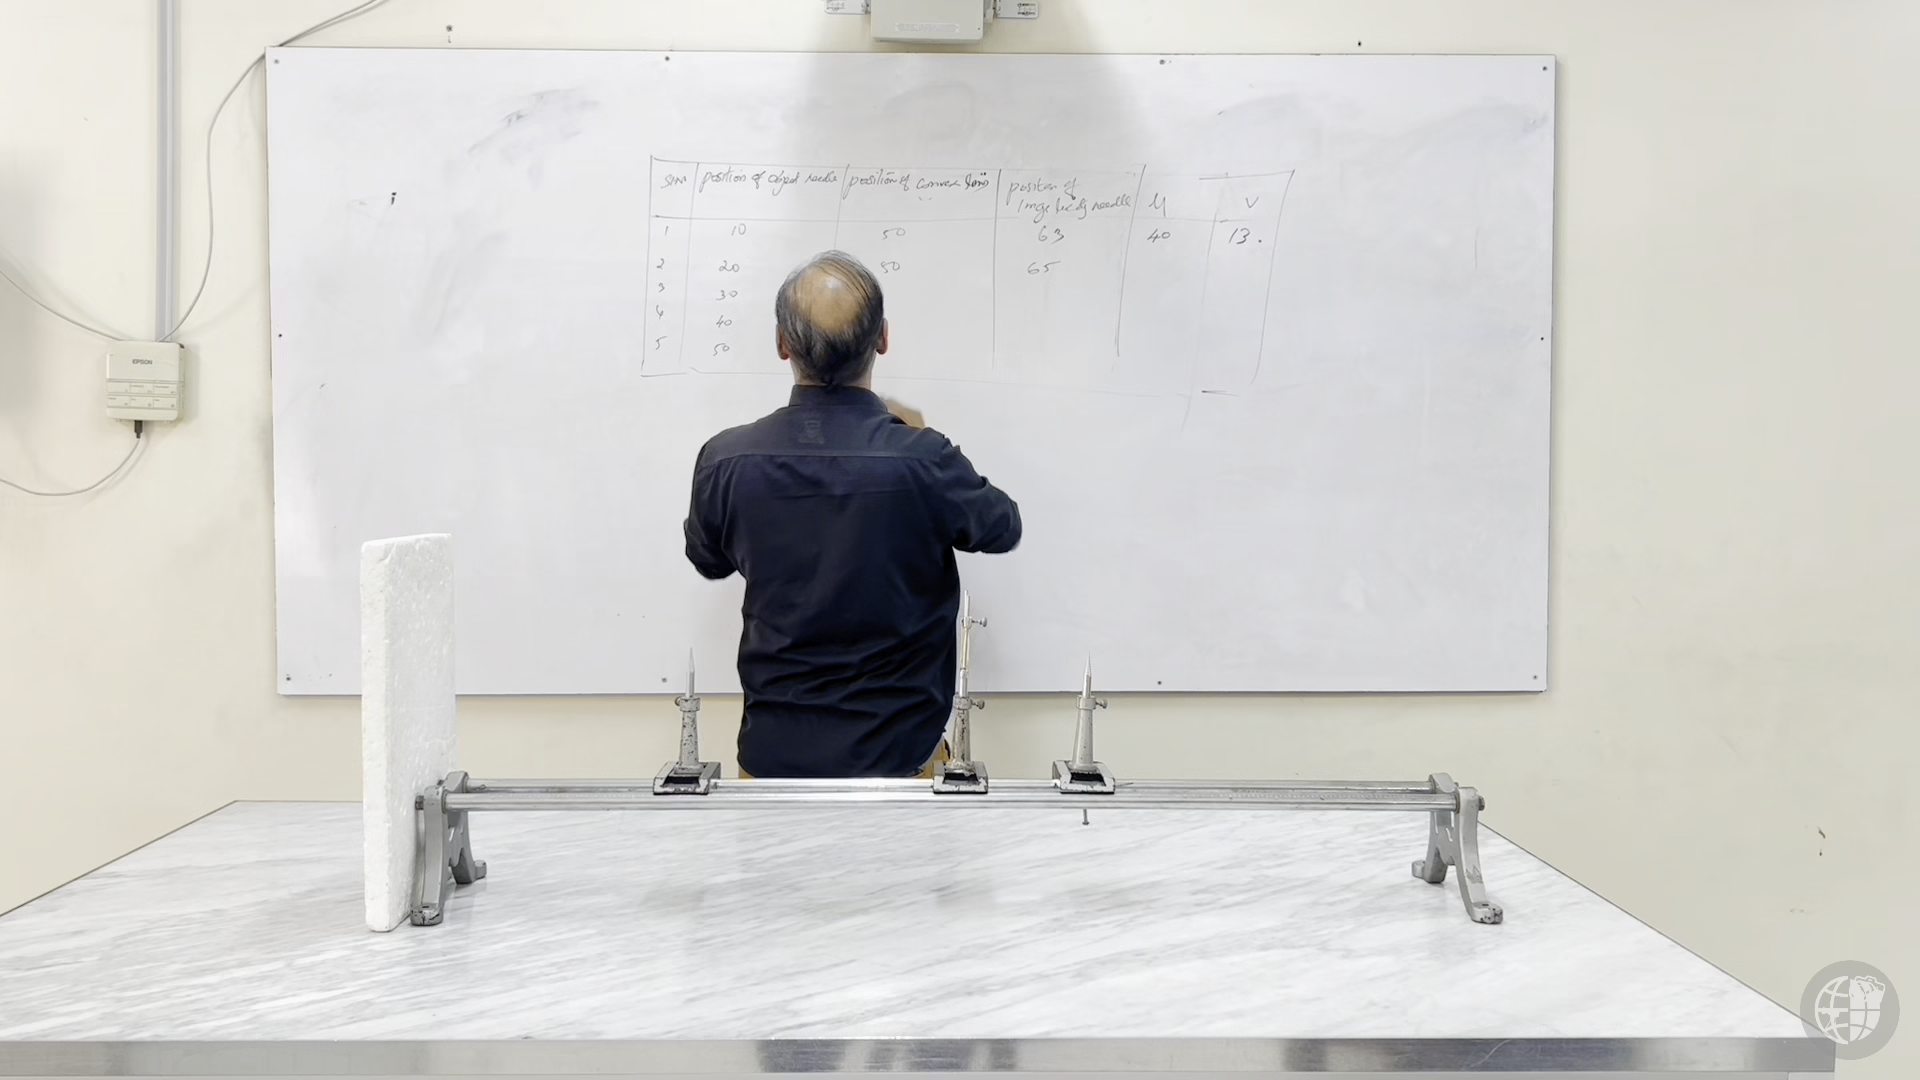 S.No position of object needle position of convex lens position of u v
image needle
1 10 50 63 40 13.
2 20 50 65
3 30
4 40
5 50
EPSON